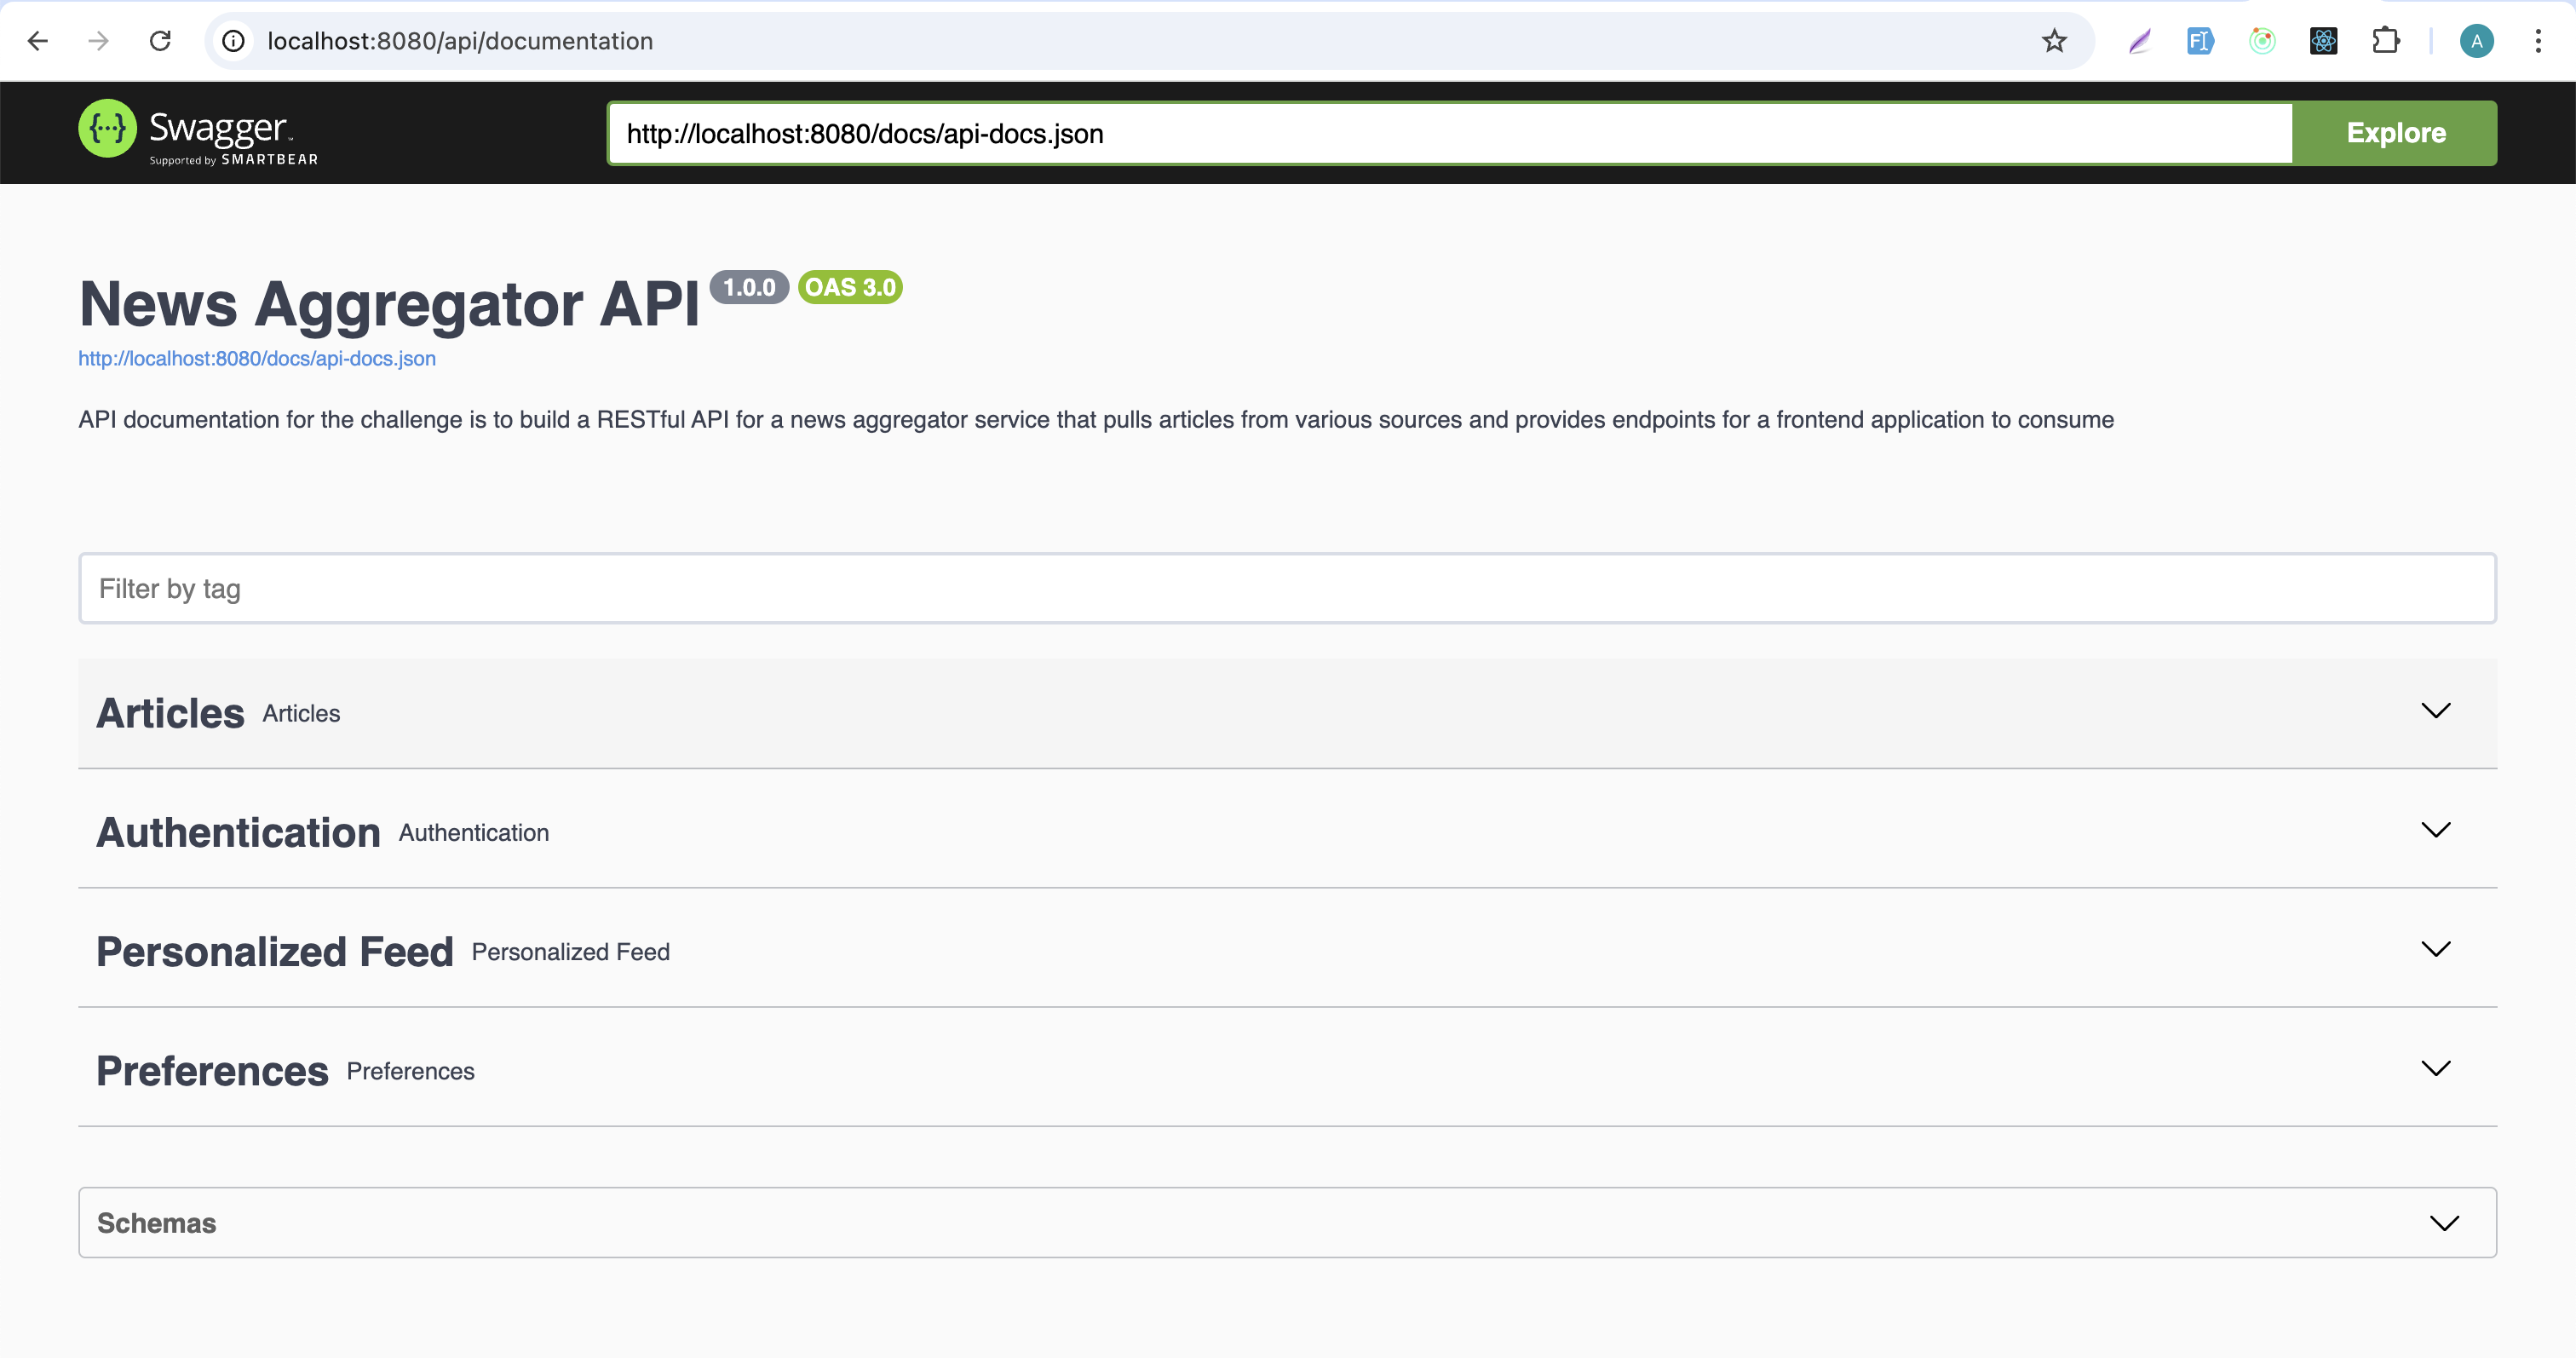 localhost:8080/api/documentation
A
{···} Swagger
Supported by SMARTBEAR
http://localhost:8080/docs/api-docs.json
Explore
News Aggregator API 1.0.0 OAS 3.0
http://localhost:8080/docs/api-docs.json
API documentation for the challenge is to build a RESTful API for a news aggregator service that pulls articles from various sources and provides endpoints for a frontend application to consume
Filter by tag
Articles Articles
Authentication Authentication
Personalized Feed Personalized Feed
Preferences Preferences
Schemas